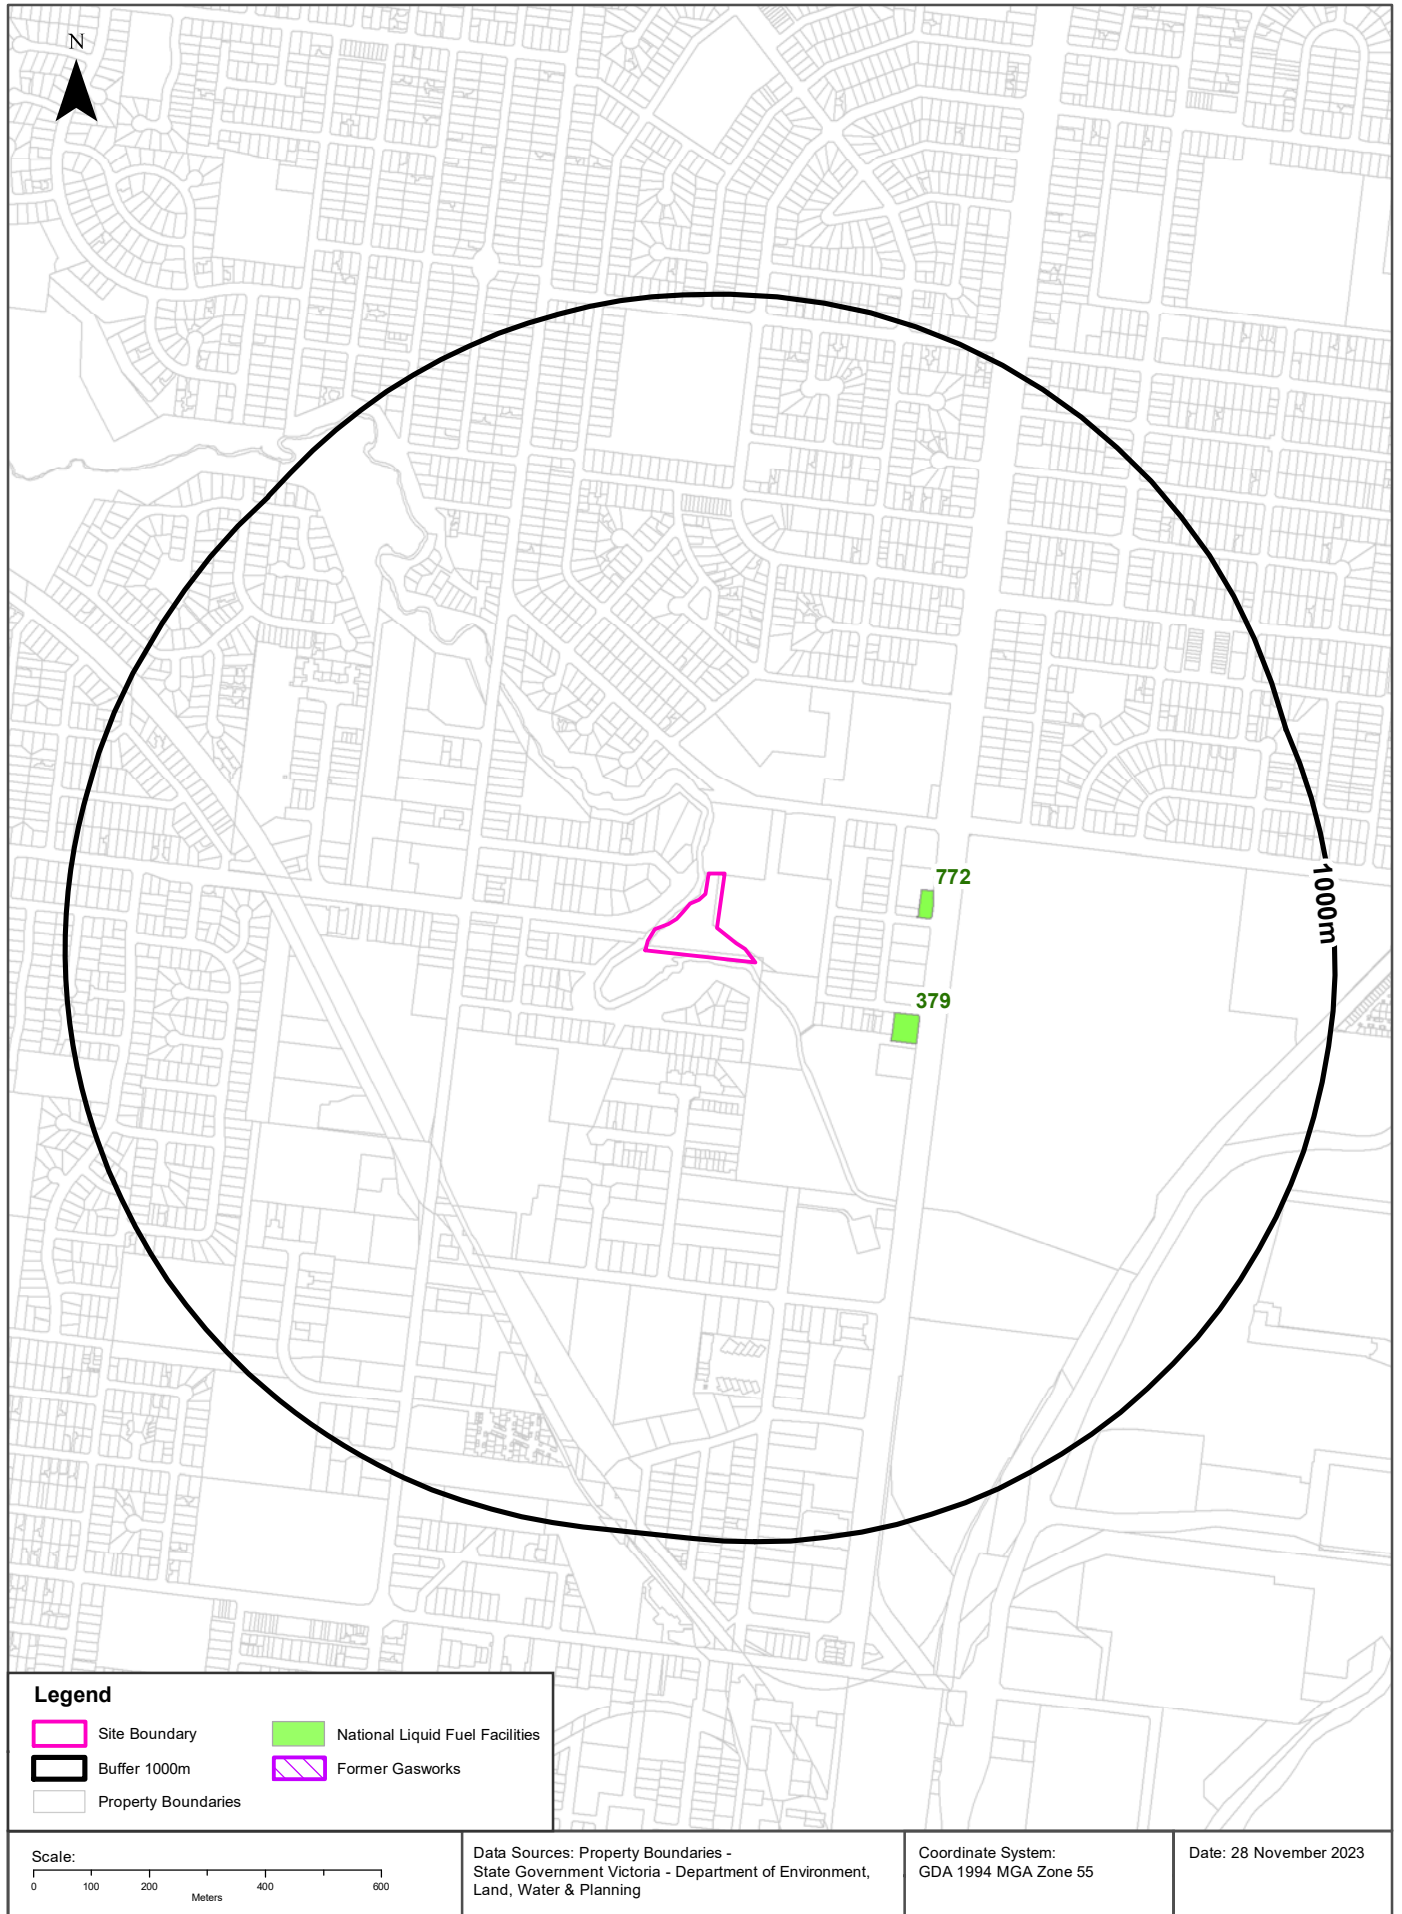 N
772
1000m
379
Legend
Site Boundary
National Liquid Fuel Facilities
Buffer 1000m
Former Gasworks
Property Boundaries
Scale:
0 100 200 400 600
Meters
Data Sources: Property Boundaries -
State Government Victoria - Department of Environment,
Land, Water & Planning
Coordinate System:
GDA 1994 MGA Zone 55
Date: 28 November 2023